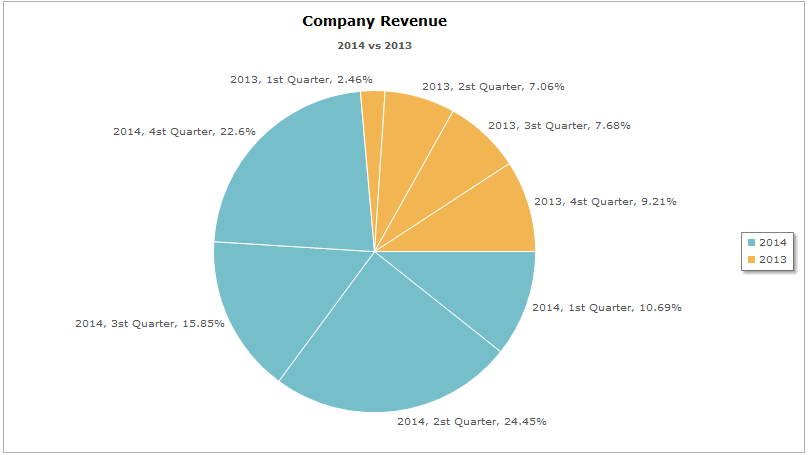 Company Revenue
2014 vs 2013
2013, 1st Quarter, 2.46%
2013, 2st Quarter, 7.06%
2013, 3st Quarter, 7.68%
2013, 4st Quarter, 9.21%
2014, 1st Quarter, 10.69%
2014, 2st Quarter, 24.45%
2014, 3st Quarter, 15.85%
2014, 4st Quarter, 22.6%
2014
2013